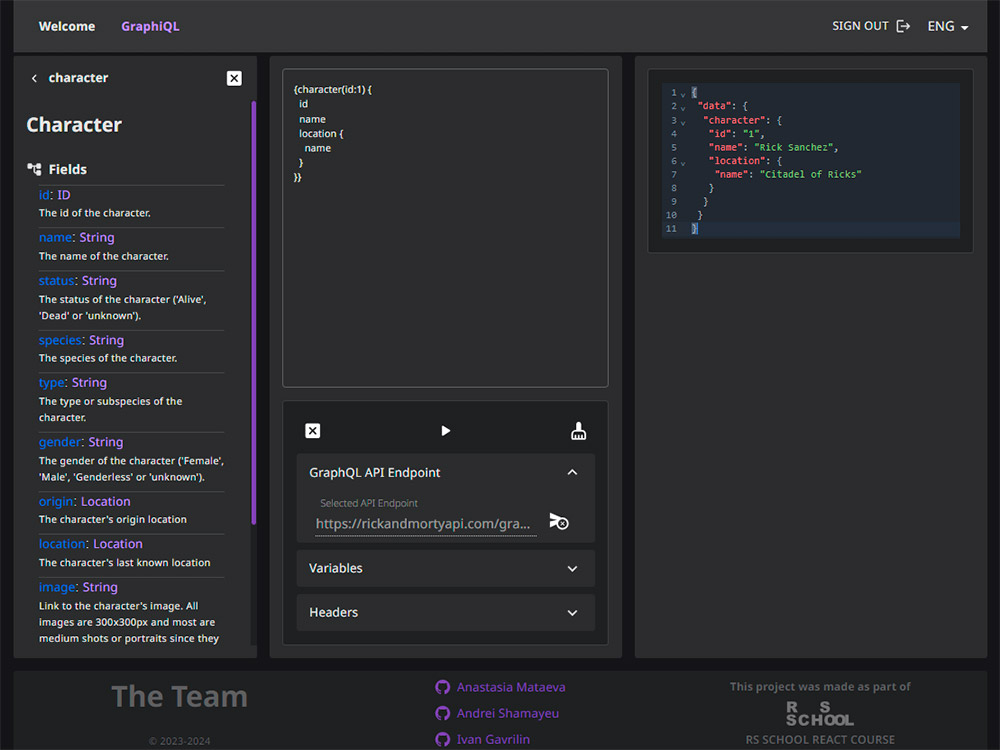 Welcome GraphiQL SIGN OUT ENG
character
Character
Fields
id: ID
The id of the character.
name: String
The name of the character.
status: String
The status of the character ('Alive',
'Dead' or 'unknown').
species: String
The species of the character.
type: String
The type or subspecies of the
character.
gender: String
The gender of the character ('Female',
'Male', 'Genderless' or 'unknown').
origin: Location
The character's origin location
location: Location
The character's last known location
image: String
Link to the character's image. All
images are 300x300px and most are
medium shots or portraits since they
{character(id:1) {
id
name
location {
name
}
}}
GraphQL API Endpoint
Selected API Endpoint
https://rickandmortyapi.com/gra...
Variables
Headers
1 {
2 "data": {
3 "character": {
4 "id": "1",
5 "name": "Rick Sanchez",
6 "location": {
7 "name": "Citadel of Ricks"
8 }
9 }
10 }
11 }
The Team
© 2023-2024
Anastasia Mataeva
Andrei Shamayeu
Ivan Gavrilin
This project was made as part of
R S
SCHOOL
RS SCHOOL REACT COURSE